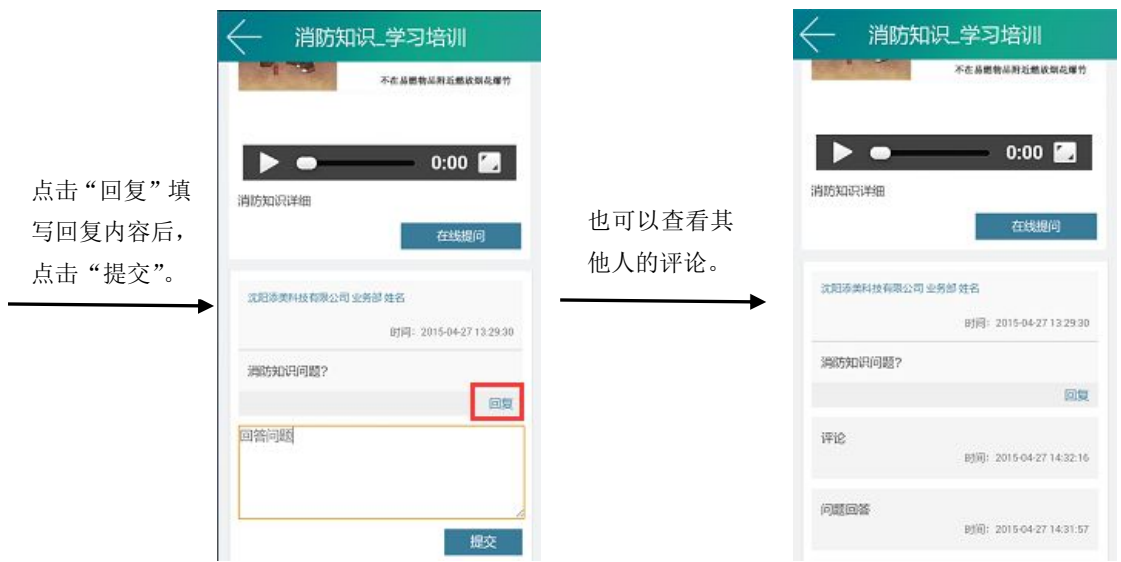 点击“回复”填
写回复内容后，
点击“提交”。
消防知识_学习培训
不在易燃物品附近燃放烟花爆竹
0:00
消防知识详细
在线提问
沈阳添美科技有限公司 业务部 姓名
时间：2015-04-27 13:29:30
消防知识问题?
回复
回答问题
提交
也可以查看其
他人的评论。
消防知识_学习培训
不在易燃物品附近燃放烟花爆竹
0:00
消防知识详细
在线提问
沈阳添美科技有限公司 业务部 姓名
时间：2015-04-27 13:29:30
消防知识问题?
回复
评论
时间：2015-04-27 14:32:16
问题回答
时间：2015-04-27 14:31:57